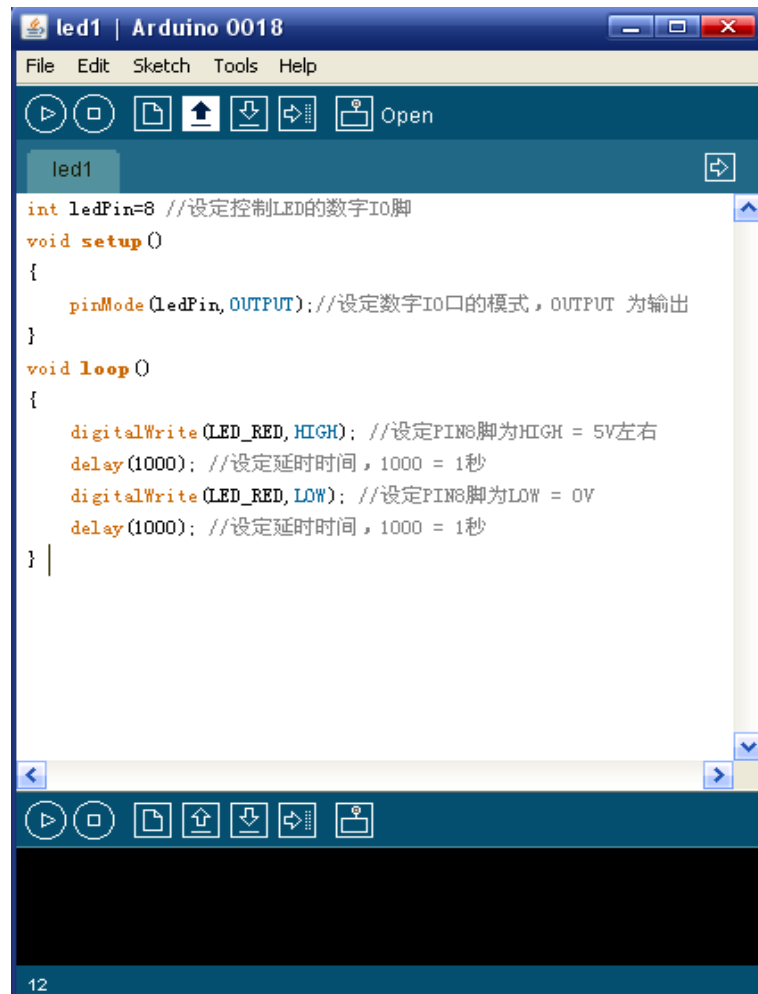 led1 | Arduino 0018
File Edit Sketch Tools Help
Open
led1
int ledPin=8 //设定控制LED的数字IO脚
void setup()
{
pinMode(ledPin,OUTPUT);//设定数字IO口的模式，OUTPUT 为输出
}
void loop()
{
digitalWrite(LED_RED,HIGH); //设定PIN8脚为HIGH = 5V左右
delay(1000); //设定延时时间，1000 = 1秒
digitalWrite(LED_RED,LOW); //设定PIN8脚为LOW = 0V
delay(1000); //设定延时时间，1000 = 1秒
}
12